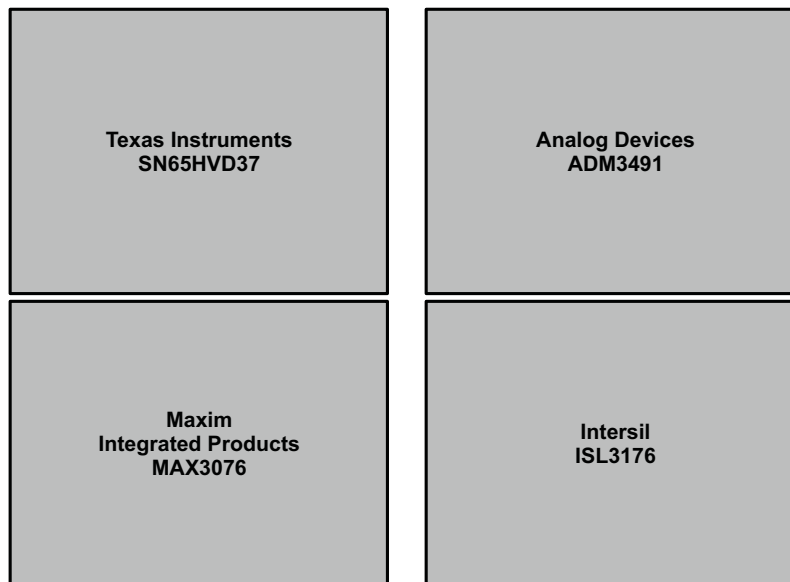 Texas Instruments
SN65HVD37
Analog Devices
ADM3491
Maxim
Integrated Products
MAX3076
Intersil
ISL3176